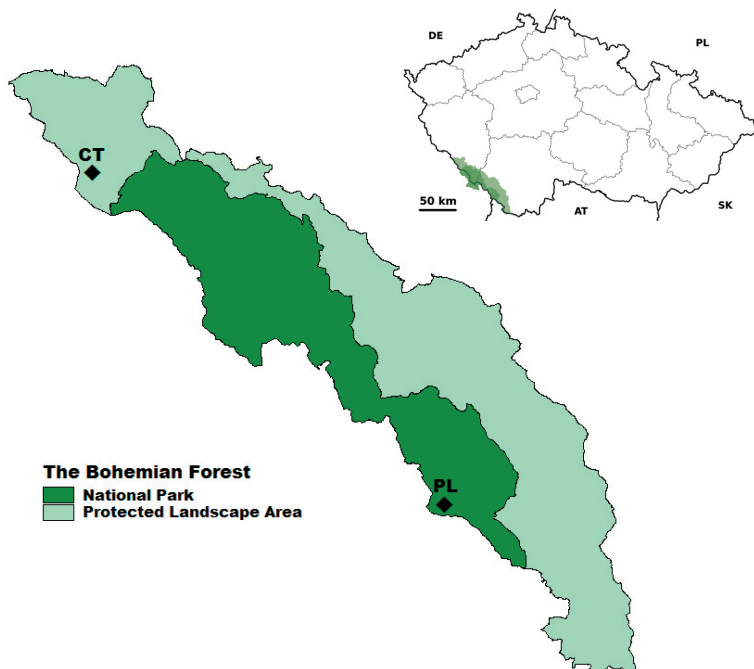 DE
PL
CT
50 km
AT
SK
The Bohemian Forest
National Park
Protected Landscape Area
PL